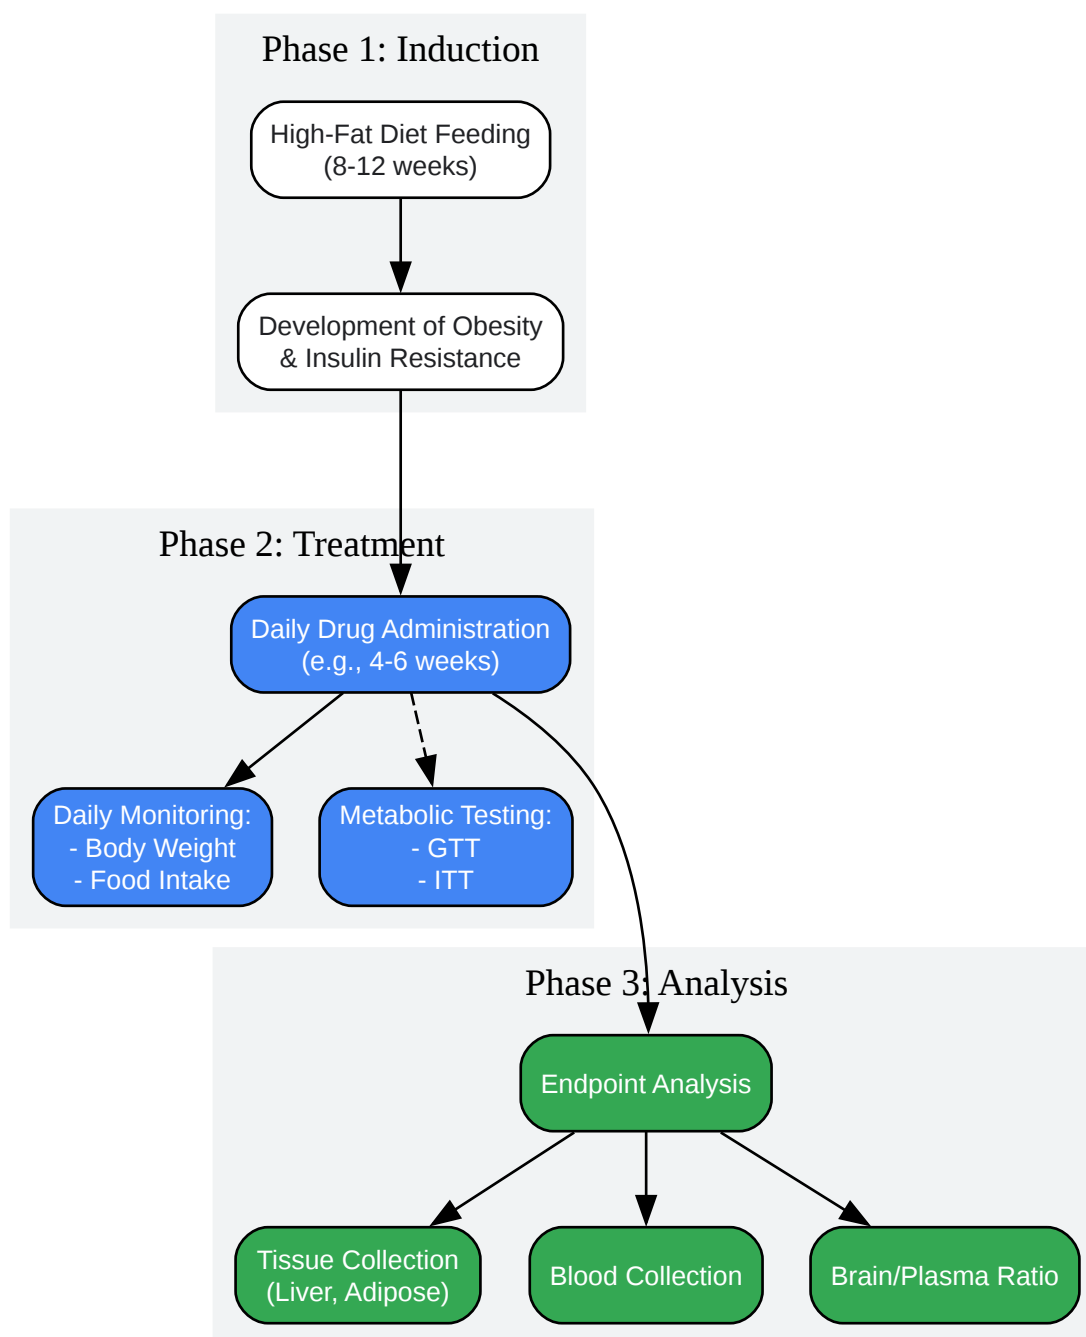 Phase 1: Induction
High-Fat Diet Feeding
(8-12 weeks)
Development of Obesity
& Insulin Resistance
Phase 2: Treatment
Daily Drug Administration
(e.g., 4-6 weeks)
Daily Monitoring:
- Body Weight
- Food Intake
Metabolic Testing:
- GTT
- ITT
Phase 3: Analysis
Endpoint Analysis
Tissue Collection
(Liver, Adipose)
Blood Collection
Brain/Plasma Ratio